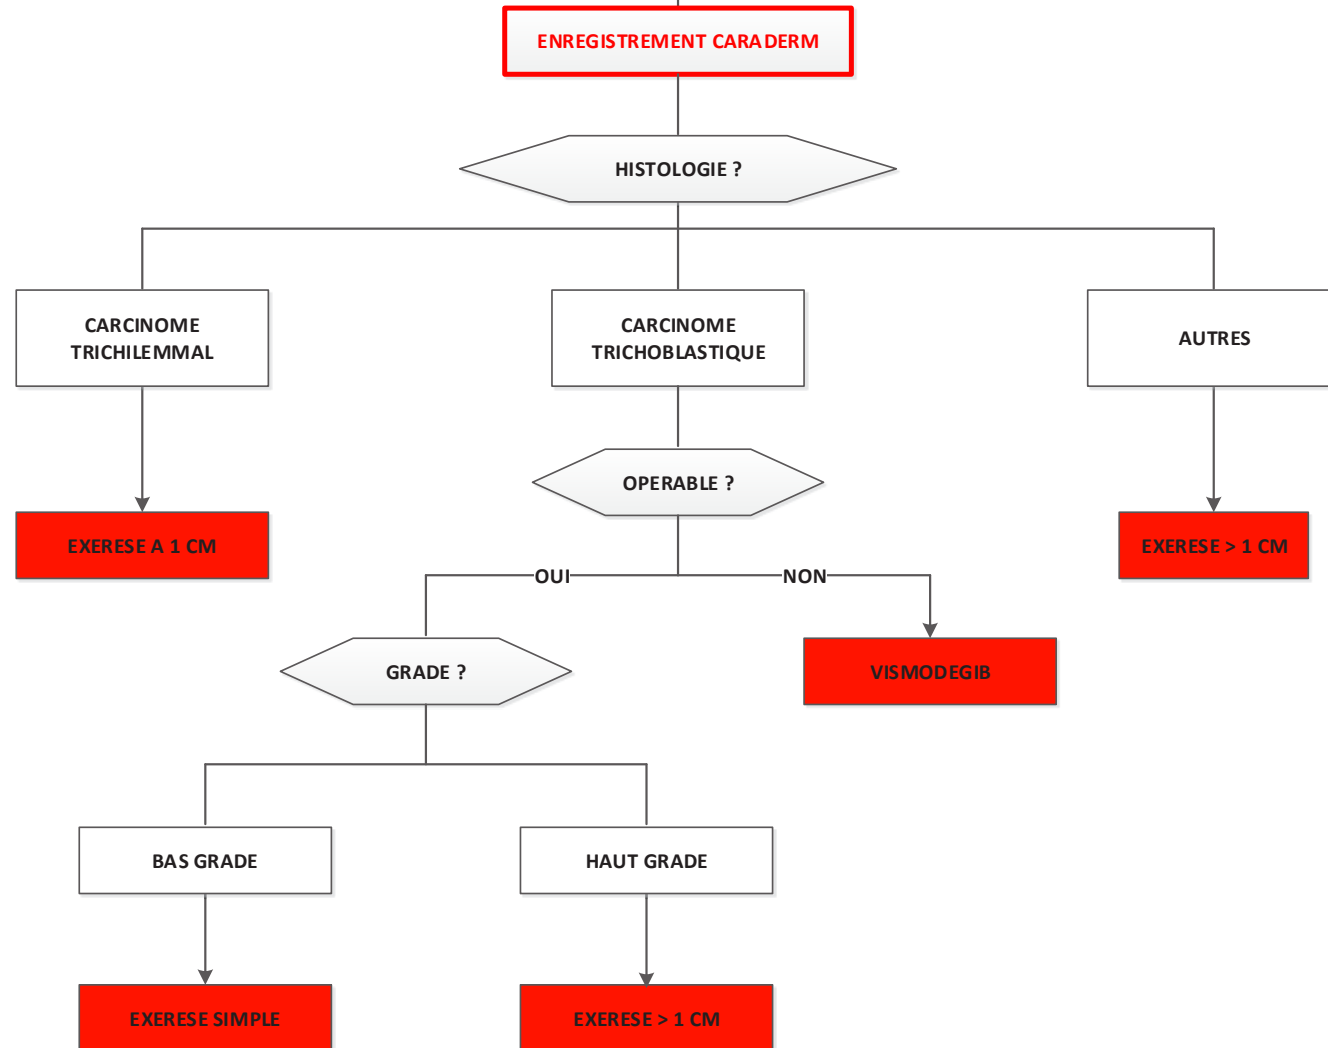 ENREGISTREMENT CARADERM
HISTOLOGIE ?
CARCINOME
TRICHILEMMAL
CARCINOME
TRICHOBLASTIQUE
AUTRES
OPERABLE ?
EXERESE A 1 CM
EXERESE > 1 CM
OUI
NON
GRADE ?
VISMODEGIB
BAS GRADE
HAUT GRADE
EXERESE SIMPLE
EXERESE > 1 CM